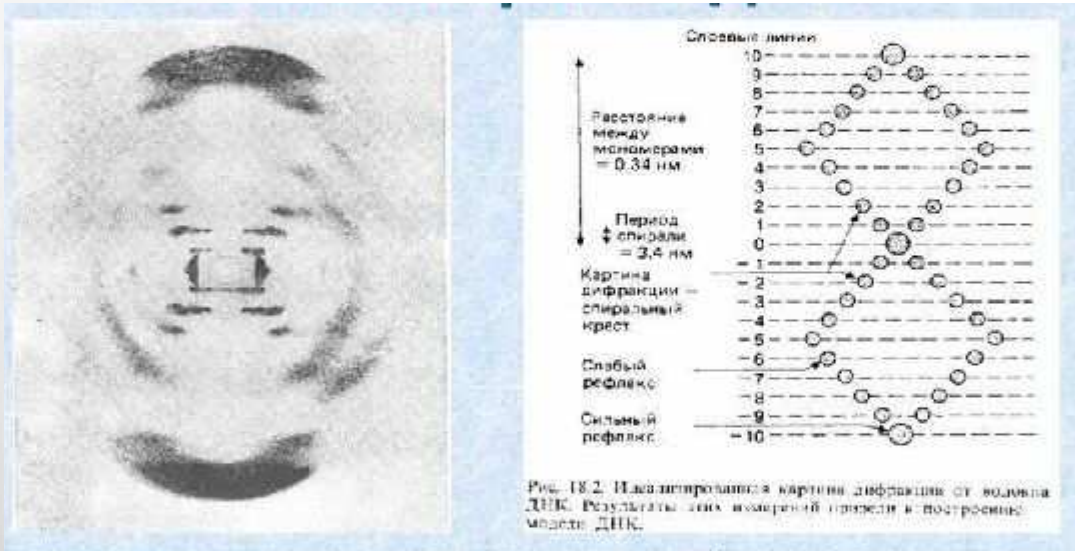 Слоевые линии
10
9
8
7
6
5
4
3
2
1
0
-1
-2
-3
-4
-5
-6
-7
-8
-9
-10
Расстояние
между
мономерами
= 0.34 нм
Период
спирали
= 3,4 нм
Картина
дифракции —
спиральный
крест
Слабый
рефлекс
Сильный
рефлекс
Рис. 18.2. Идеализированная картина дифракции от волокна
ДНК. Результаты этих измерений привели к построению
модели ДНК.